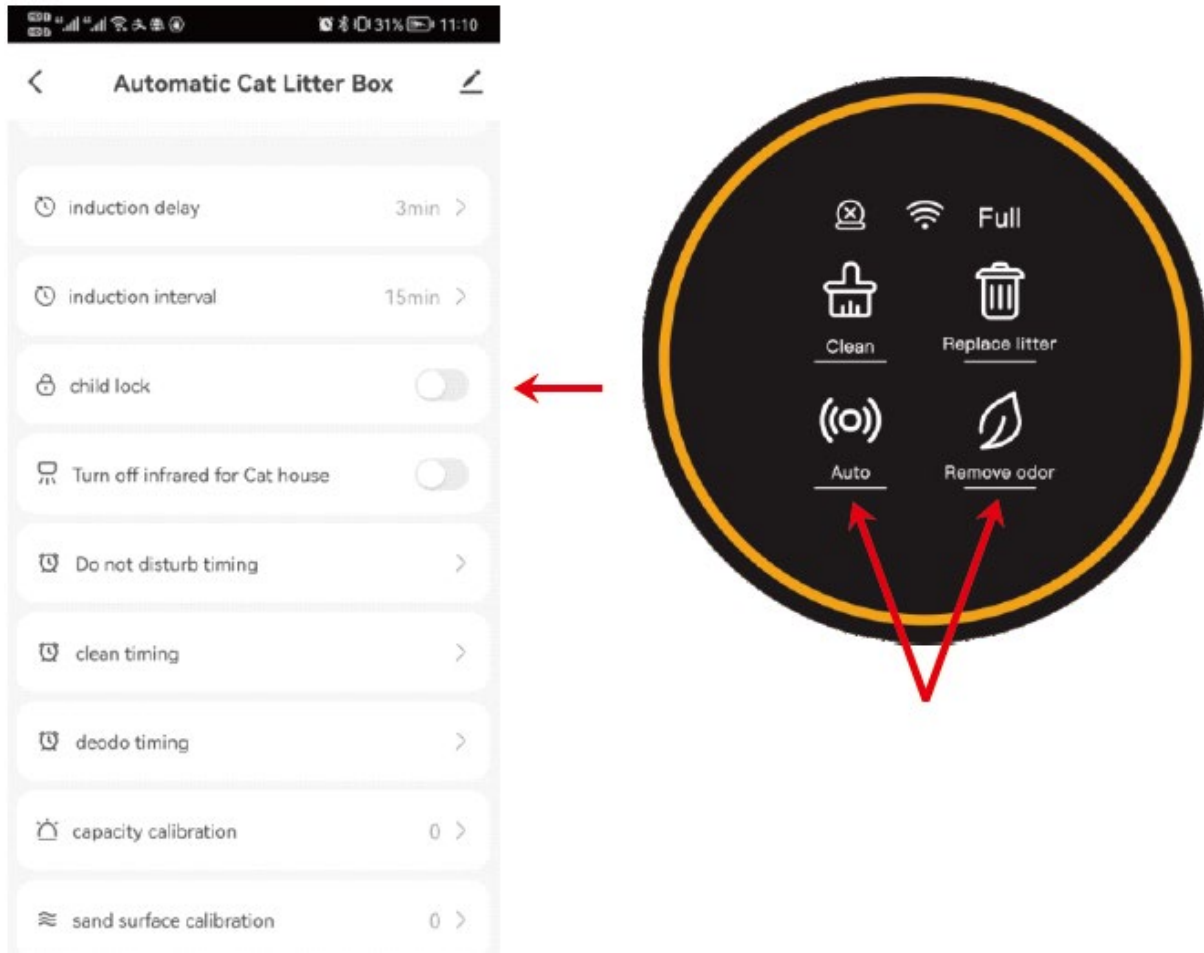 31% 11:10
Automatic Cat Litter Box
induction delay 3min >
induction interval 15min >
child lock
Turn off infrared for Cat house
Do not disturb timing >
clean timing >
deodo timing >
capacity calibration 0 >
sand surface calibration 0 >
Full
Clean Replace litter
Auto Remove odor